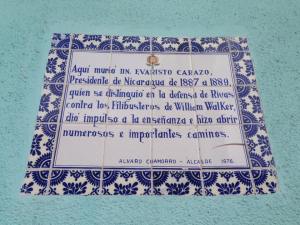 Aquí murió DN. EVARISTO CARAZO,
Presidente de Nicaragua de 1887 a 1889,
quien se distinguió en la defensa de Rivas
contra los Filibusteros de William Walker,
dió impulso a la enseñanza e hizo abrir
numerosos e importantes caminos.
ALVARO CHAMORRO - ALCALDE 1976.